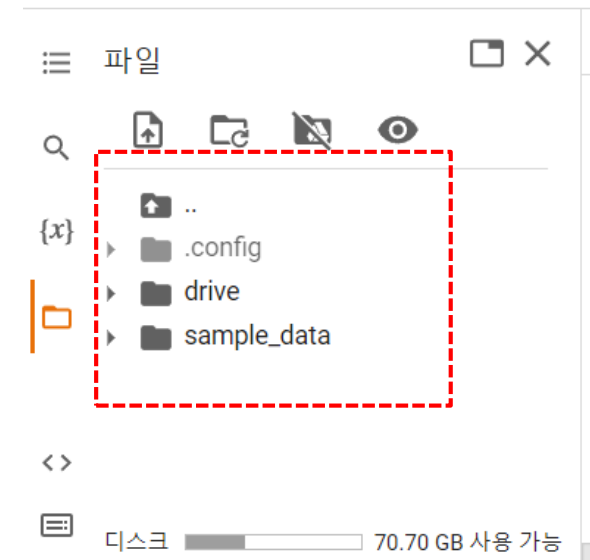 파일
{x}
..
.config
drive
sample_data
디스크 70.70 GB 사용 가능